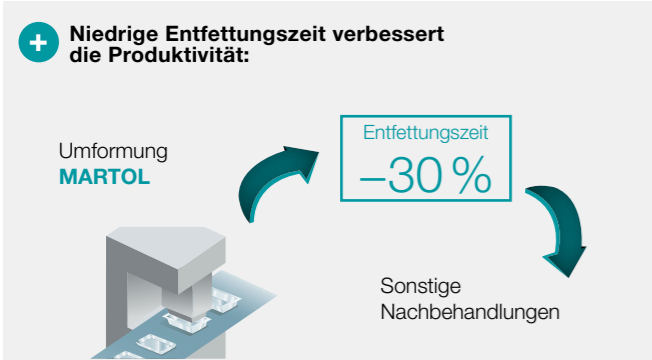 +
Niedrige Entfettungszeit verbessert
die Produktivität:
Umformung
MARTOL
Entfettungszeit
–30 %
Sonstige
Nachbehandlungen